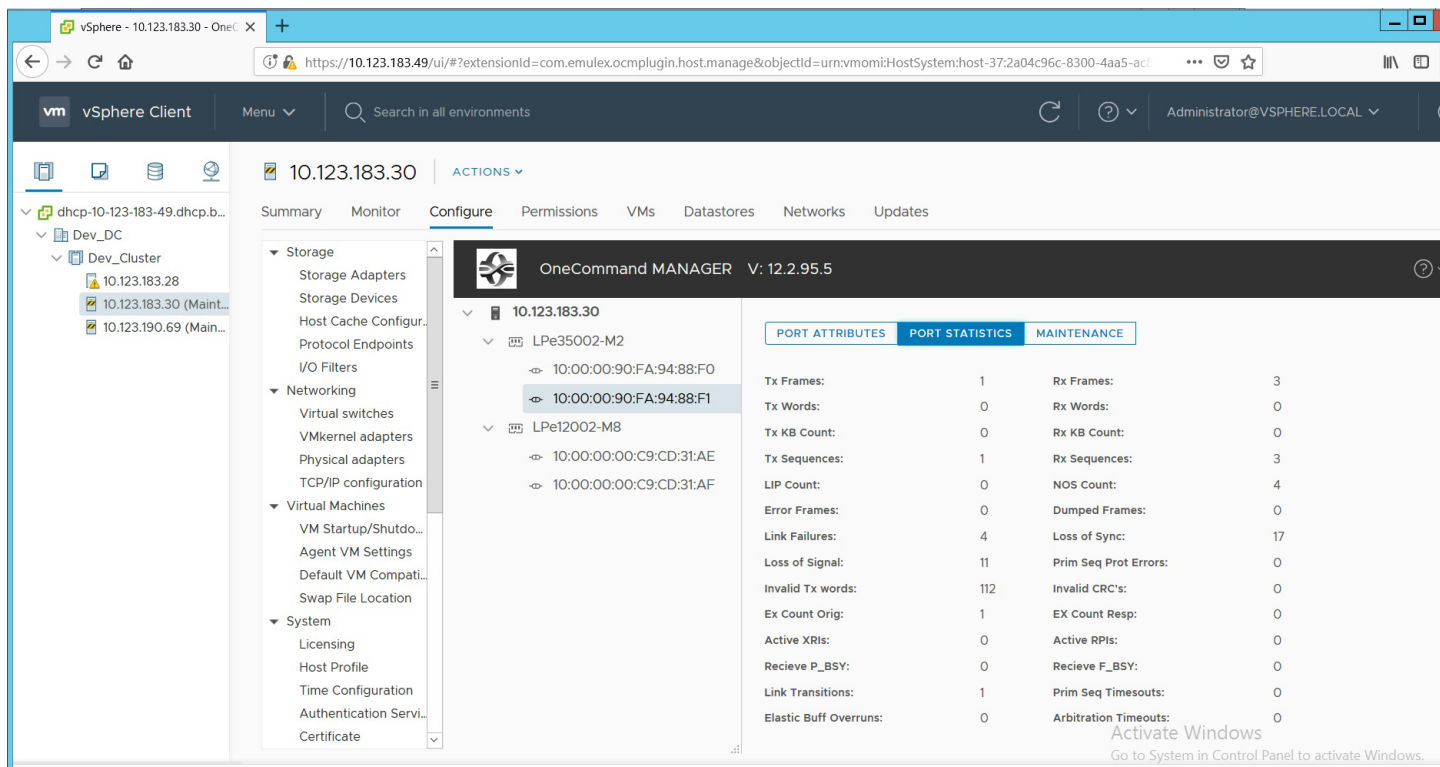 vSphere - 10.123.183.30 - OneC
https://10.123.183.49/ui/#?extensionId=com.emulex.ocmplugin.host.manage&objectId=urn:vmomi:HostSystem:host-37:2a04c96c-8300-4aa5-ac
vm vSphere Client Menu Search in all environments Administrator@VSPHERE.LOCAL
dhcp-10-123-183-49.dhcp.b...
Dev_DC
Dev_Cluster
10.123.183.28
10.123.183.30 (Maint...
10.123.190.69 (Main...
10.123.183.30 ACTIONS
Summary Monitor Configure Permissions VMs Datastores Networks Updates
Storage
Storage Adapters
Storage Devices
Host Cache Configur..
Protocol Endpoints
I/O Filters
Networking
Virtual switches
VMkernel adapters
Physical adapters
TCP/IP configuration
Virtual Machines
VM Startup/Shutdo...
Agent VM Settings
Default VM Compati...
Swap File Location
System
Licensing
Host Profile
Time Configuration
Authentication Servi...
Certificate
OneCommand MANAGER V: 12.2.95.5
10.123.183.30
LPe35002-M2
10:00:00:90:FA:94:88:F0
10:00:00:90:FA:94:88:F1
LPe12002-M8
10:00:00:00:C9:CD:31:AE
10:00:00:00:C9:CD:31:AF
PORT ATTRIBUTES PORT STATISTICS MAINTENANCE
Tx Frames: 1 Rx Frames: 3
Tx Words: 0 Rx Words: 0
Tx KB Count: 0 Rx KB Count: 0
Tx Sequences: 1 Rx Sequences: 3
LIP Count: 0 NOS Count: 4
Error Frames: 0 Dumped Frames: 0
Link Failures: 4 Loss of Sync: 17
Loss of Signal: 11 Prim Seq Prot Errors: 0
Invalid Tx words: 112 Invalid CRC's: 0
Ex Count Orig: 1 EX Count Resp: 0
Active XRIs: 0 Active RPIs: 0
Recieve P_BSY: 0 Recieve F_BSY: 0
Link Transitions: 1 Prim Seq Timesouts: 0
Elastic Buff Overruns: 0 Arbitration Timeouts: 0
Activate Windows
Go to System in Control Panel to activate Windows.